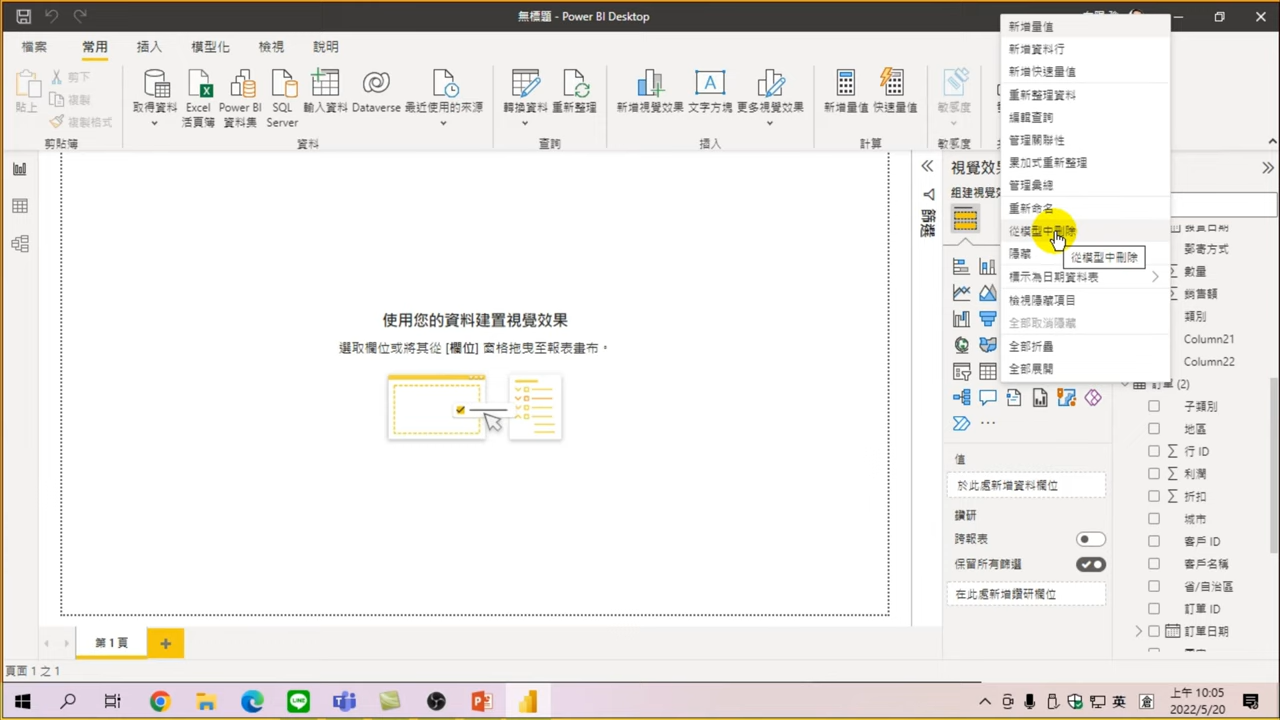 無標題 - Power BI Desktop
檔案 常用 插入 模型化 檢視 說明
貼上
剪下
複製
複製格式
剪貼簿
取得資料
Excel 活頁簿
Power BI 資料集
SQL Server
輸入資料
Dataverse
最近使用的來源
資料
轉換資料
重新整理
查詢
新增視覺效果
文字方塊
更多視覺效果
插入
新增量值
快速量值
計算
敏感度
敏感度
新增量值
新增資料行
新增快速量值
重新整理資料
編輯查詢
管理關聯性
累加式重新整理
管理彙總
重新命名
從模型中刪除
從模型中刪除
隱藏
標示為日期資料表
檢視隱藏項目
全部取消隱藏
全部折疊
全部展開
篩選
使用您的資料建置視覺效果
選取欄位或將其從 [欄位] 窗格拖曳至報表畫布。
值
於此處新增資料欄位
鑽研
跨報表
保留所有篩選
在此處新增鑽研欄位
郵寄方式
數量
銷售額
類別
Column21
Column22
訂單 (2)
子類別
地區
行 ID
利潤
折扣
城市
客戶 ID
客戶名稱
省/自治區
訂單 ID
訂單日期
第 1 頁
頁面 1 之 1
英
倉
上午 10:05
2022/5/20